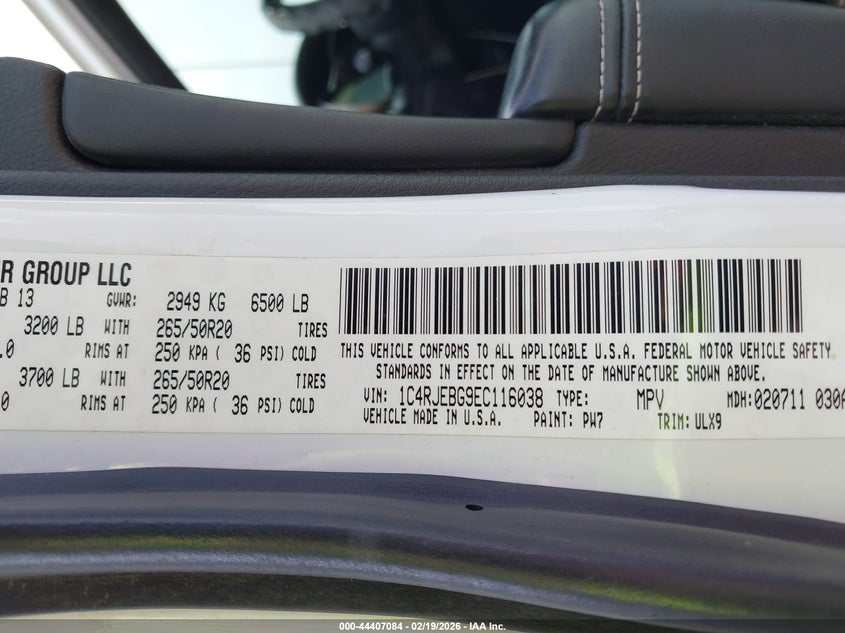 ER GROUP LLC
B 13 GVWR: 2949 KG 6500 LB
3200 LB WITH 265/50R20 TIRES
.0 RIMS AT 250 KPA ( 36 PSI) COLD
3700 LB WITH 265/50R20 TIRES
0 RIMS AT 250 KPA ( 36 PSI) COLD
THIS VEHICLE CONFORMS TO ALL APPLICABLE U.S.A. FEDERAL MOTOR VEHICLE SAFETY
STANDARDS IN EFFECT ON THE DATE OF MANUFACTURE SHOWN ABOVE.
VIN: 1C4RJEBG9EC116038 TYPE: MPV MDH:020711 030A
VEHICLE MADE IN U.S.A. PAINT: PW7 TRIM: ULX9
000-44407084 - 02/19/2026 - IAA Inc.